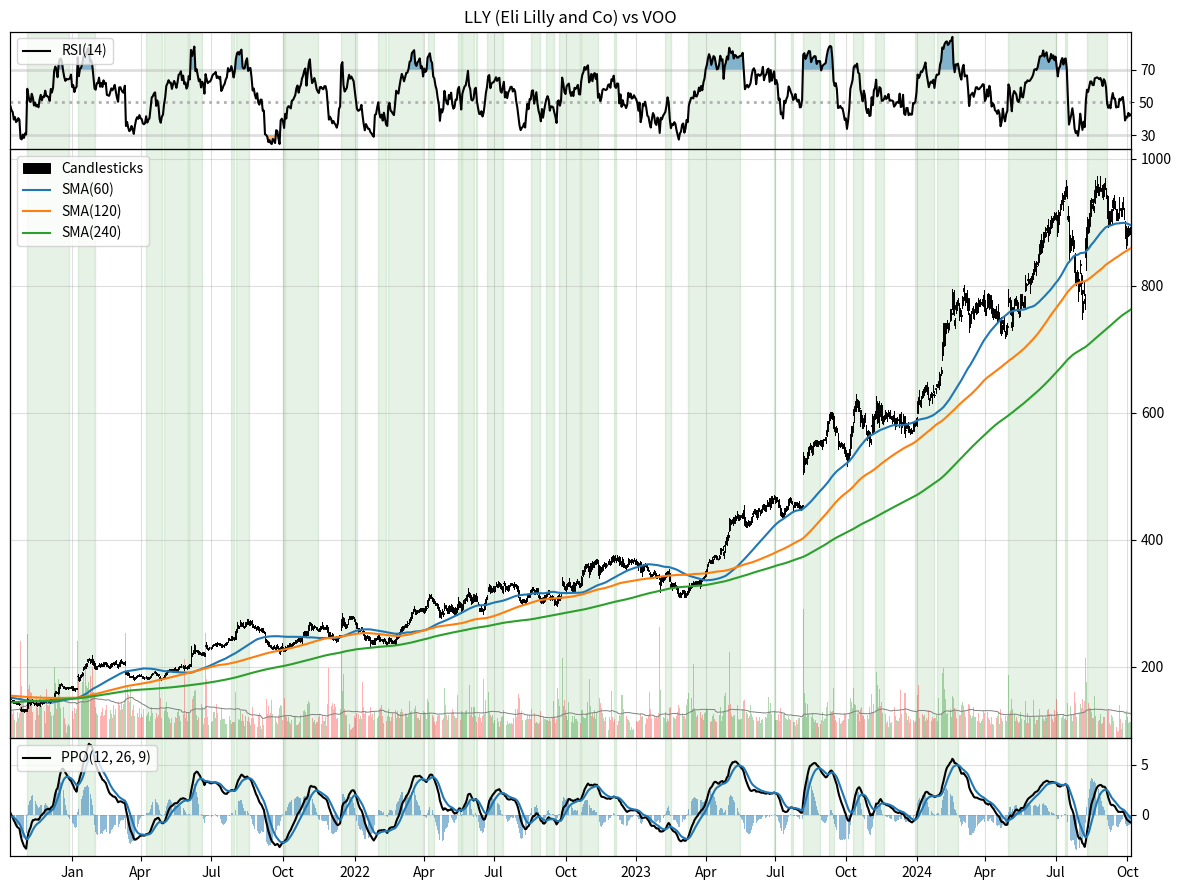 LLY (Eli Lilly and Co) vs VOO
RSI(14)
70
50
30
Candlesticks
SMA(60)
SMA(120)
SMA(240)
1000
800
600
400
200
PPO(12, 26, 9)
5
0
Jan Apr Jul Oct 2022 Apr Jul Oct 2023 Apr Jul Oct 2024 Apr Jul Oct